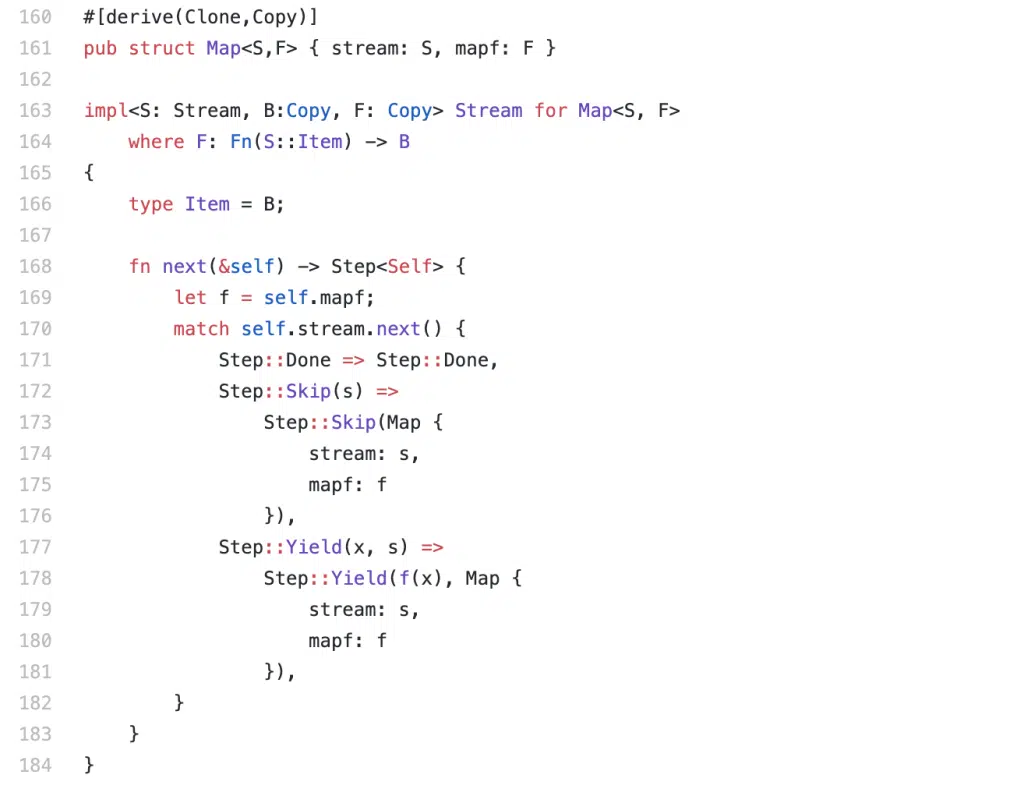 160 #[derive(Clone,Copy)]
161 pub struct Map<S,F> { stream: S, mapf: F }
162
163 impl<S: Stream, B:Copy, F: Copy> Stream for Map<S, F>
164     where F: Fn(S::Item) -> B
165 {
166     type Item = B;
167
168     fn next(&self) -> Step<Self> {
169         let f = self.mapf;
170         match self.stream.next() {
171             Step::Done => Step::Done,
172             Step::Skip(s) =>
173                 Step::Skip(Map {
174                     stream: s,
175                     mapf: f
176                 }),
177             Step::Yield(x, s) =>
178                 Step::Yield(f(x), Map {
179                     stream: s,
180                     mapf: f
181                 }),
182         }
183     }
184 }